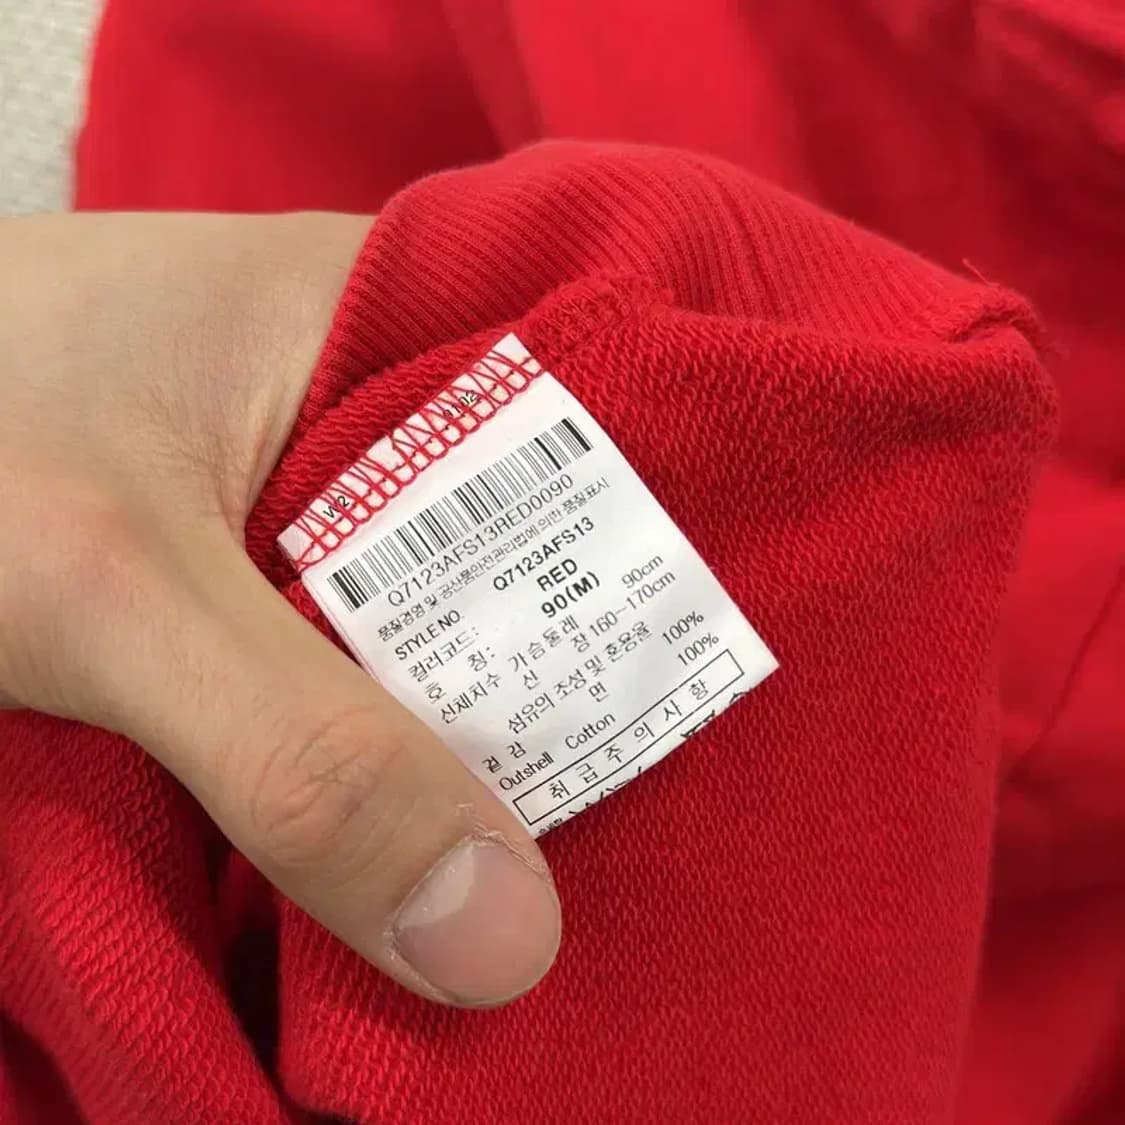 W2
Q7123AFS13RED0090
품질경영 및 공산품안전관리법에 의한 품질표시
STYLE NO. Q7123AFS13
컬러코드: RED
호 칭: 90(M)
신체치수 가슴둘레 90cm
신 장 160~170cm
섬유의 조성 및 혼용율 100%
겉 감 면 100%
Outshell Cotton
취 급 주 의 사 항